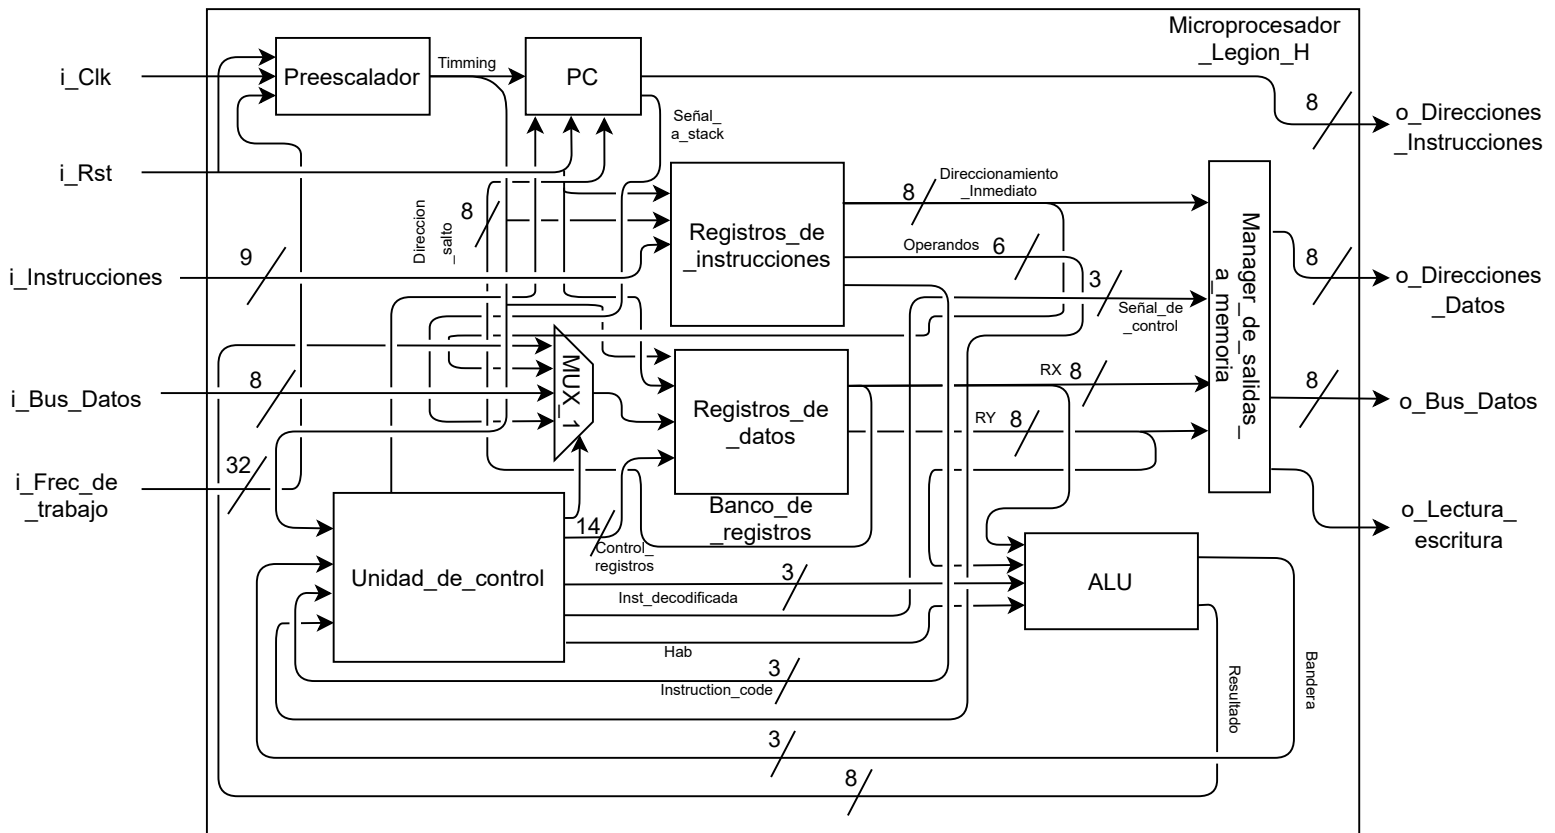 Microprocesador
_Legion_H
i_Clk
Preescalador
Timming
PC
8
o_Direcciones
_Instrucciones
Señal_
a_stack
i_Rst
Direccionamiento
_Inmediato
8
Direccion
_salto
8
Registros_de
_instrucciones
Operandos
6
9
i_Instrucciones
3
Señal_de
_control
Manager_de_salidas_
a_memoria
8
o_Direcciones
_Datos
8
i_Bus_Datos
MUX_1
Registros_de
_datos
RX
8
RY
8
8
o_Bus_Datos
32
i_Frec_de
_trabajo
Banco_de
_registros
o_Lectura_
escritura
14
Control_
registros
Unidad_de_control
3
Inst_decodificada
ALU
Hab
3
Instruction_code
Resultado
Bandera
3
8